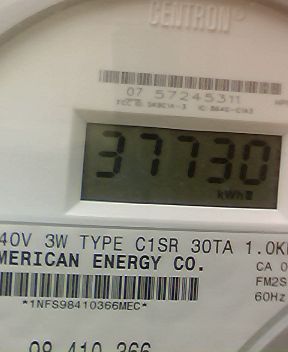 CENTRON®
07 57245311
37730
kWh
40V 3W TYPE C1SR 30TA 1.0K
MERICAN ENERGY CO.
CA 0
FM2S
60Hz
*1NFS98410366MEC*
98 410 366